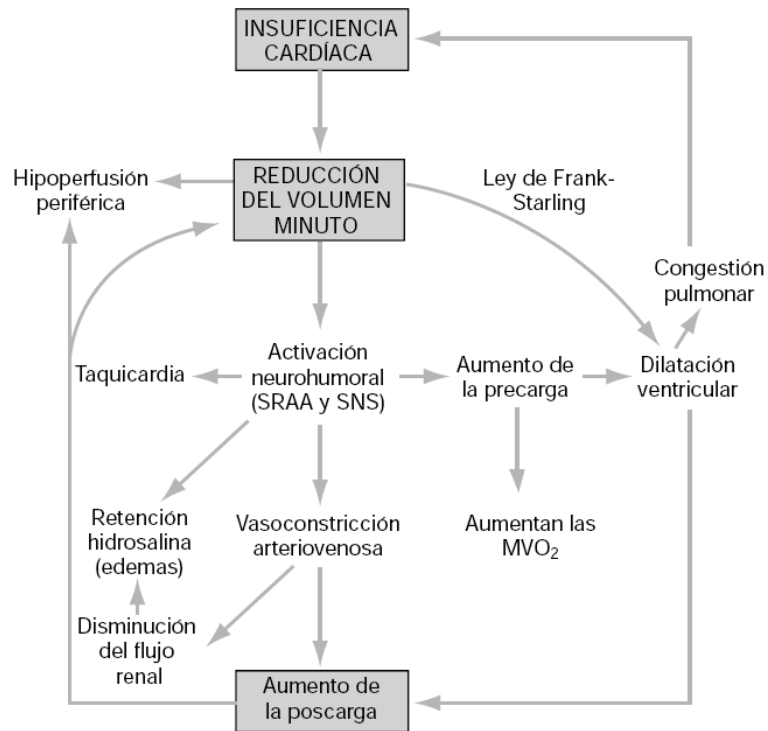 INSUFICIENCIA
CARDÍACA
Hipoperfusión
periférica
REDUCCIÓN
DEL VOLUMEN
MINUTO
Ley de Frank-
Starling
Congestión
pulmonar
Taquicardia
Activación
neurohumoral
(SRAA y SNS)
Aumento de
la precarga
Dilatación
ventricular
Retención
hidrosalina
(edemas)
Vasoconstricción
arteriovenosa
Aumentan las
MVO₂
Disminución
del flujo
renal
Aumento de
la poscarga